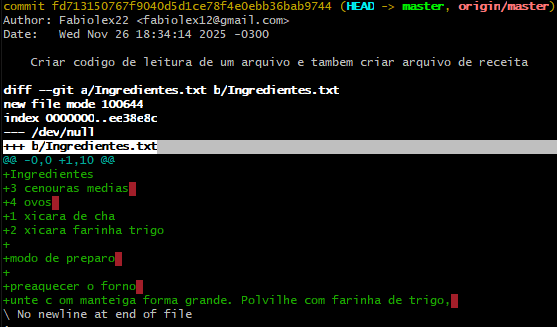 commit fd713150767f9040d5d1ce78f4e0ebb36bab9744 (HEAD -> master, origin/master)
Author: Fabiolex22 <fabiolex12@gmail.com>
Date:   Wed Nov 26 18:34:14 2025 -0300

    Criar codigo de leitura de um arquivo e tambem criar arquivo de receita

diff --git a/Ingredientes.txt b/Ingredientes.txt
new file mode 100644
index 0000000..ee38e8c
--- /dev/null
+++ b/Ingredientes.txt
@@ -0,0 +1,10 @@
+Ingredientes
+3 cenouras medias
+4 ovos
+1 xicara de cha
+2 xicara farinha trigo
+
+modo de preparo
+
+preaquecer o forno
+unte c om manteiga forma grande. Polvilhe com farinha de trigo,
\ No newline at end of file